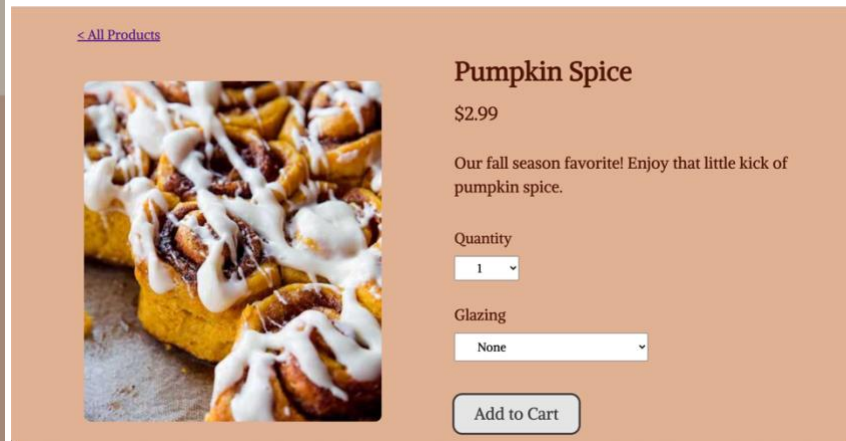 < All Products
Pumpkin Spice
$2.99
Our fall season favorite! Enjoy that little kick of
pumpkin spice.
Quantity
1
Glazing
None
Add to Cart